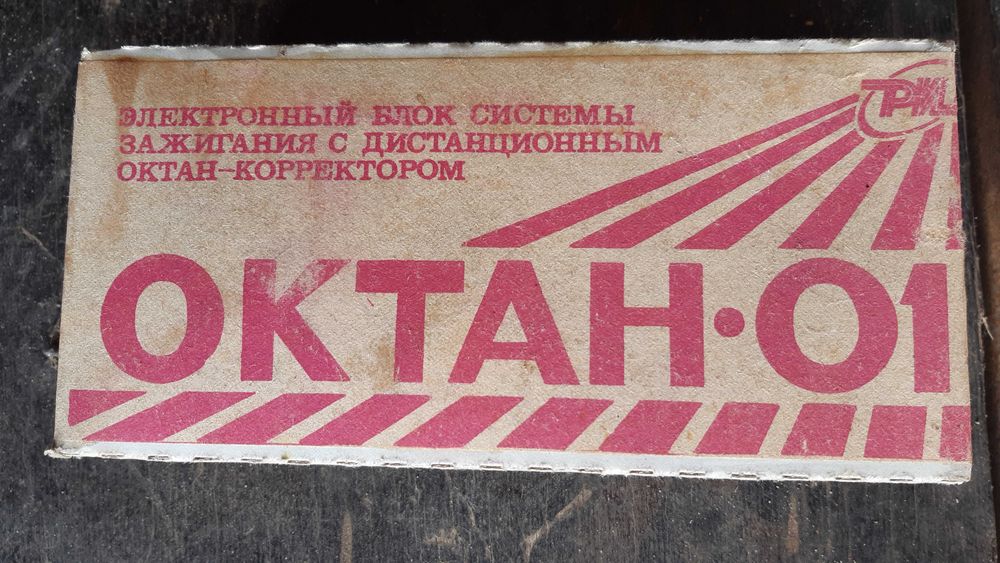 ЭЛЕКТРОННЫЙ БЛОК СИСТЕМЫ
ЗАЖИГАНИЯ С ДИСТАНЦИОННЫМ
ОКТАН-КОРРЕКТОРОМ
ОКТАН·01